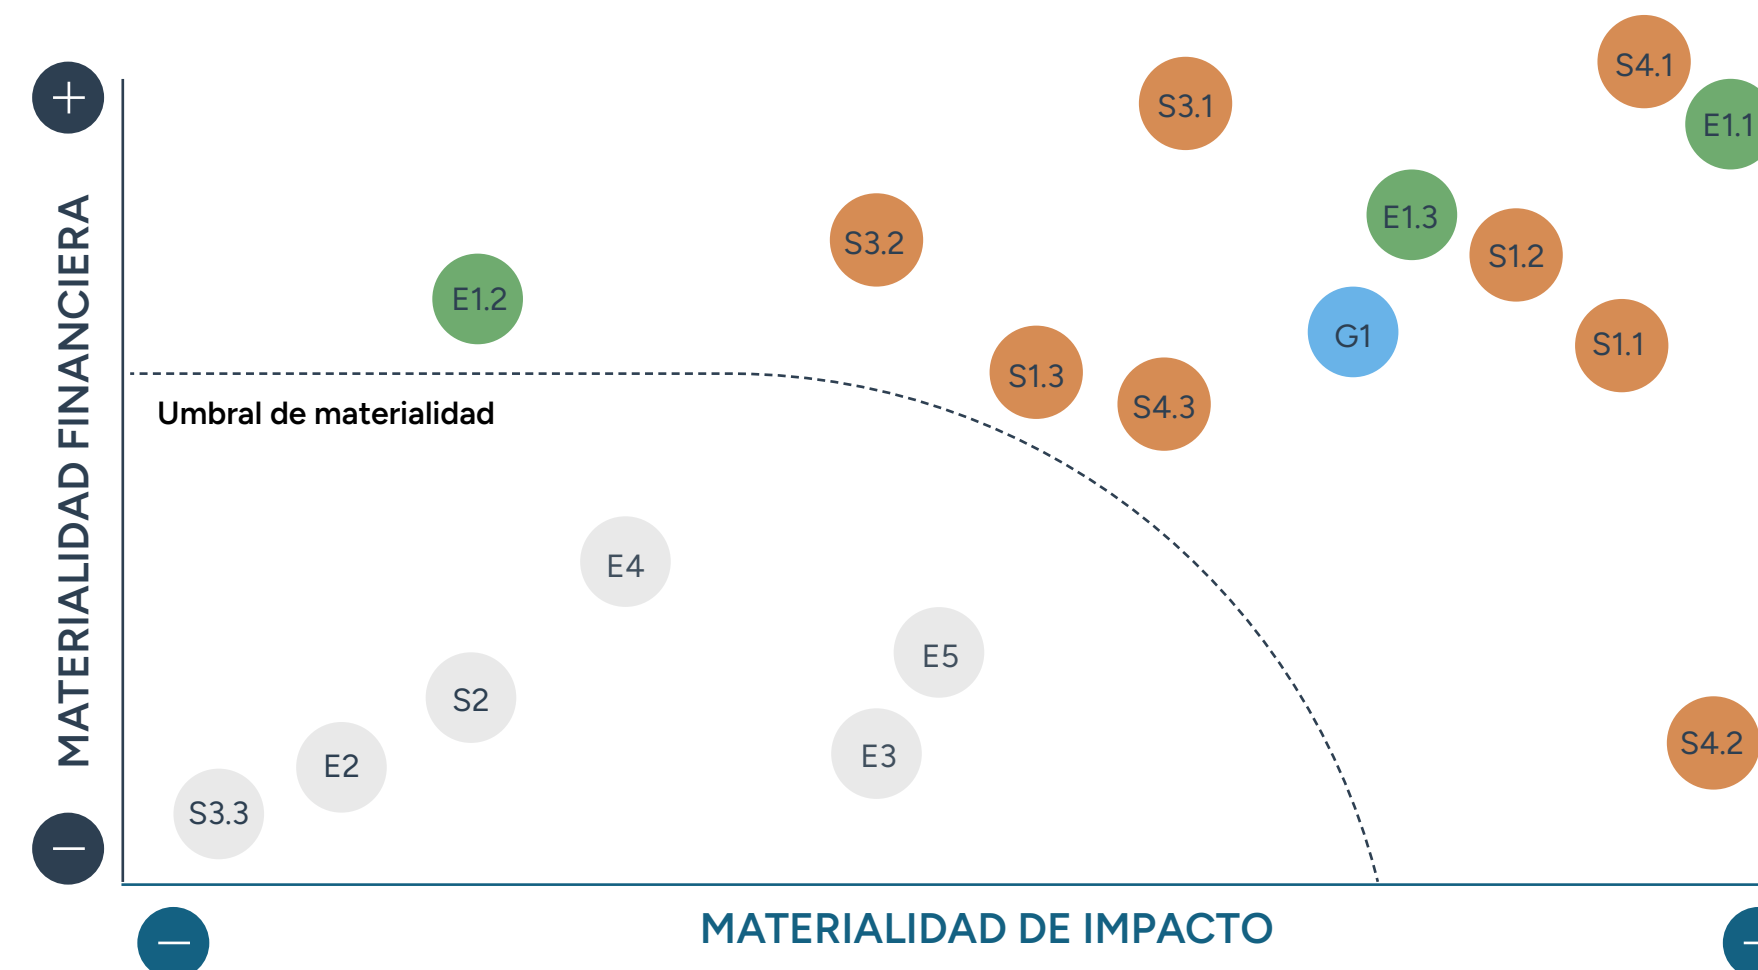 S4.1
S3.1
E1.1
E1.3
S3.2
S1.2
E1.2
G1
S1.1
S1.3
S4.3
Umbral de materialidad
MATERIALIDAD FINANCIERA
E4
E5
S2
S4.2
E3
E2
S3.3
MATERIALIDAD DE IMPACTO